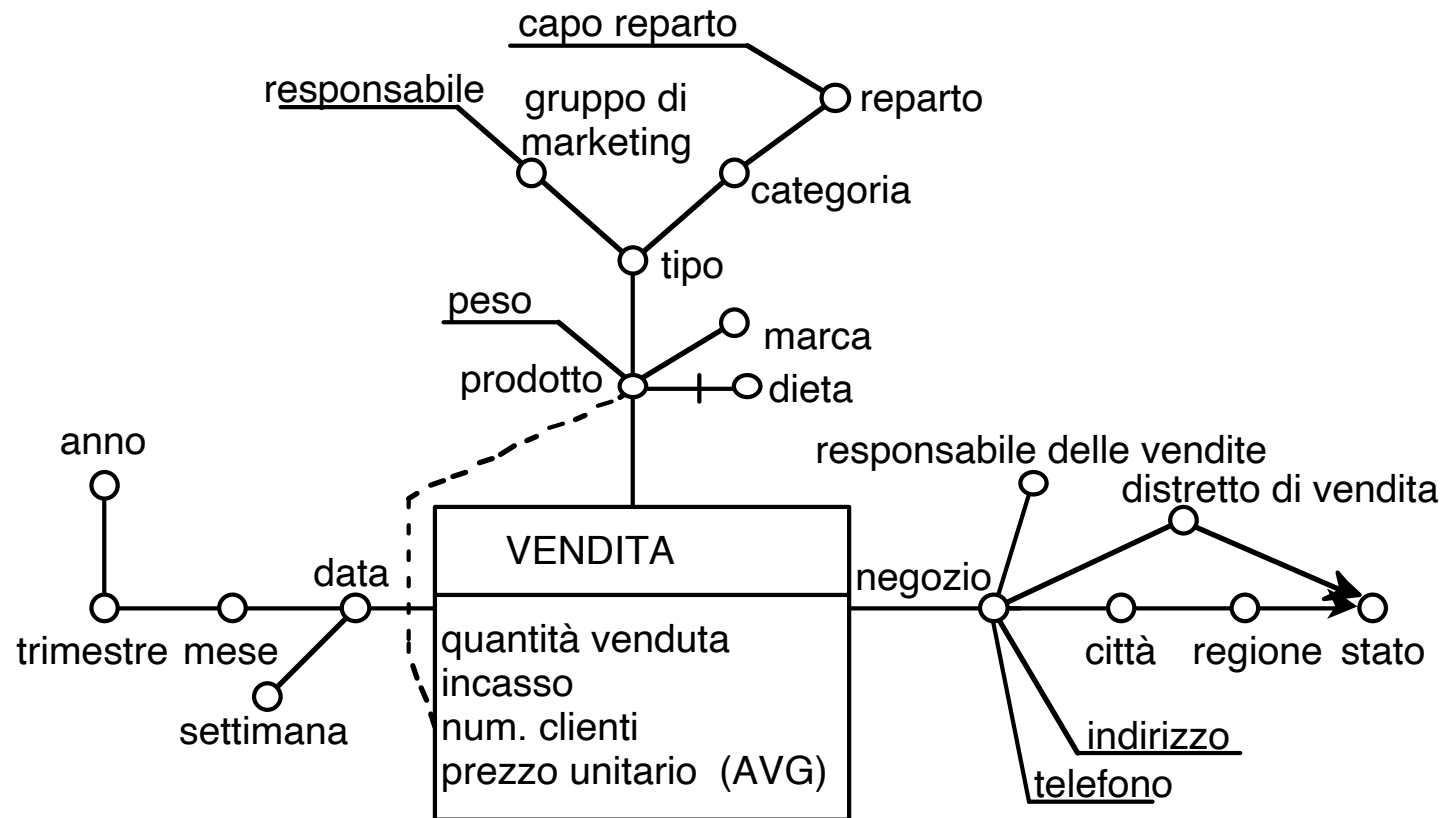 capo reparto
responsabile
gruppo di
marketing
reparto
categoria
tipo
peso
marca
prodotto
dieta
anno
responsabile delle vendite
distretto di vendita
VENDITA
data
negozio
trimestre
mese
settimana
quantità venduta
incasso
num. clienti
prezzo unitario (AVG)
città
regione
stato
indirizzo
telefono